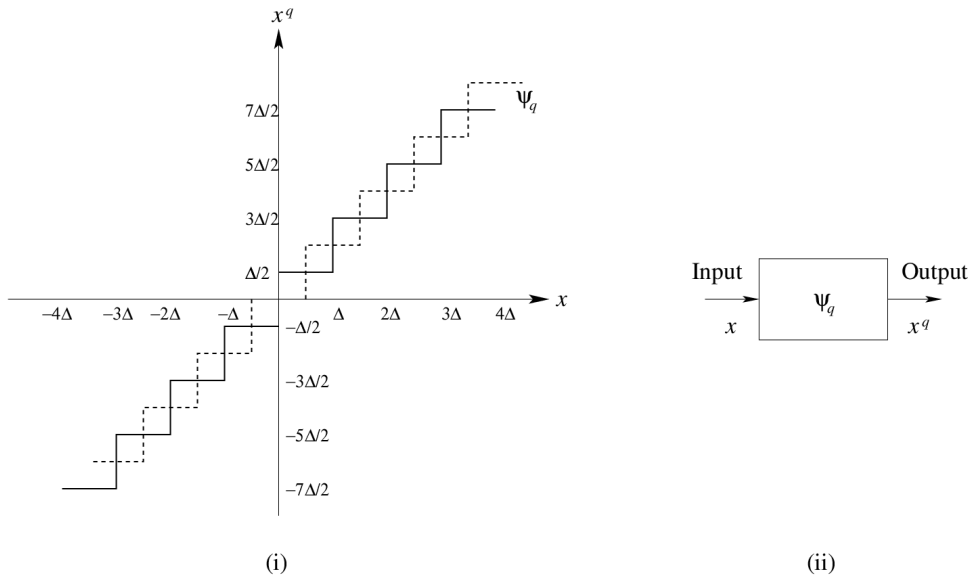 x^q
ψ_q
7Δ/2
5Δ/2
3Δ/2
Δ/2
Input
Output
ψ_q
x
x^q
x
−4Δ −3Δ −2Δ −Δ Δ 2Δ 3Δ 4Δ
−Δ/2
−3Δ/2
−5Δ/2
−7Δ/2
(i)
(ii)